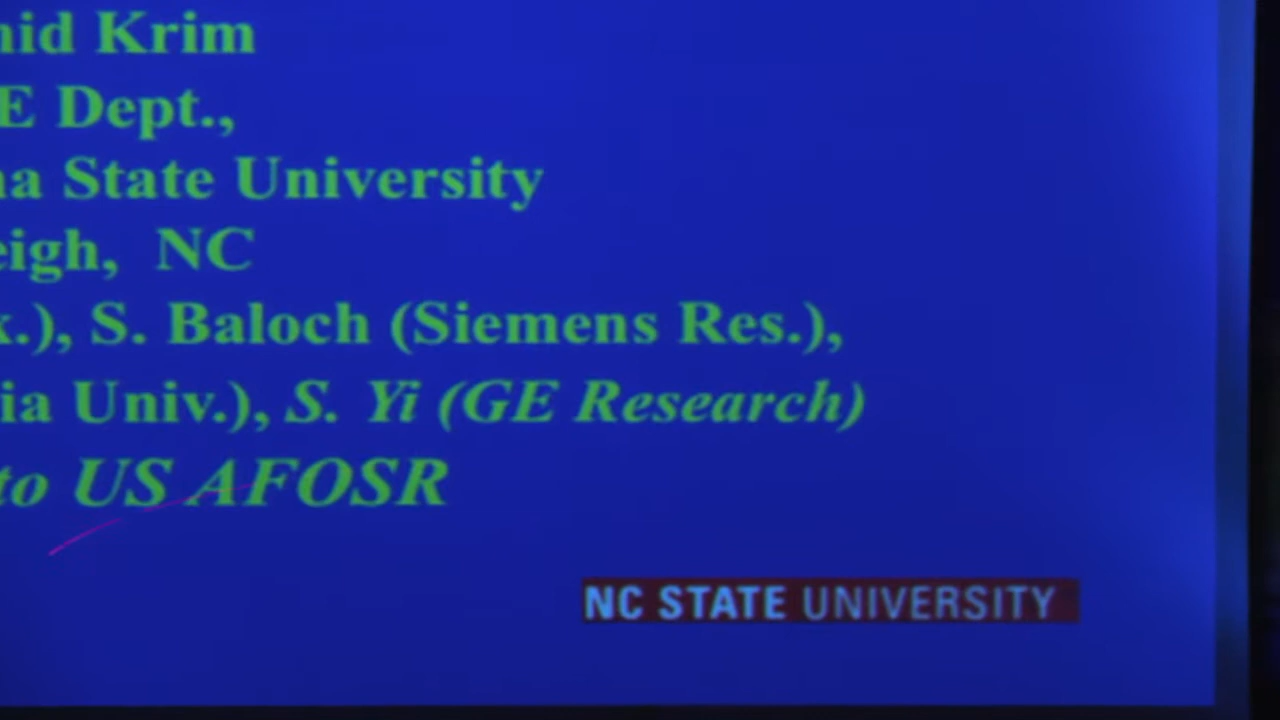 nid Krim
E Dept.,
na State University
eigh, NC
k.), S. Baloch (Siemens Res.),
ia Univ.), S. Yi (GE Research)
to US AFOSR
NC STATE UNIVERSITY